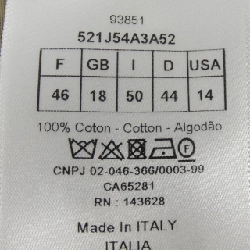 93851
521J54A3A52
F GB I D USA
46 18 50 44 14
100% Coton - Cotton - Algodão
F
CNPJ 02-046-366/0003-99
CA65281
RN : 143628
Made In ITALY
ITALIA